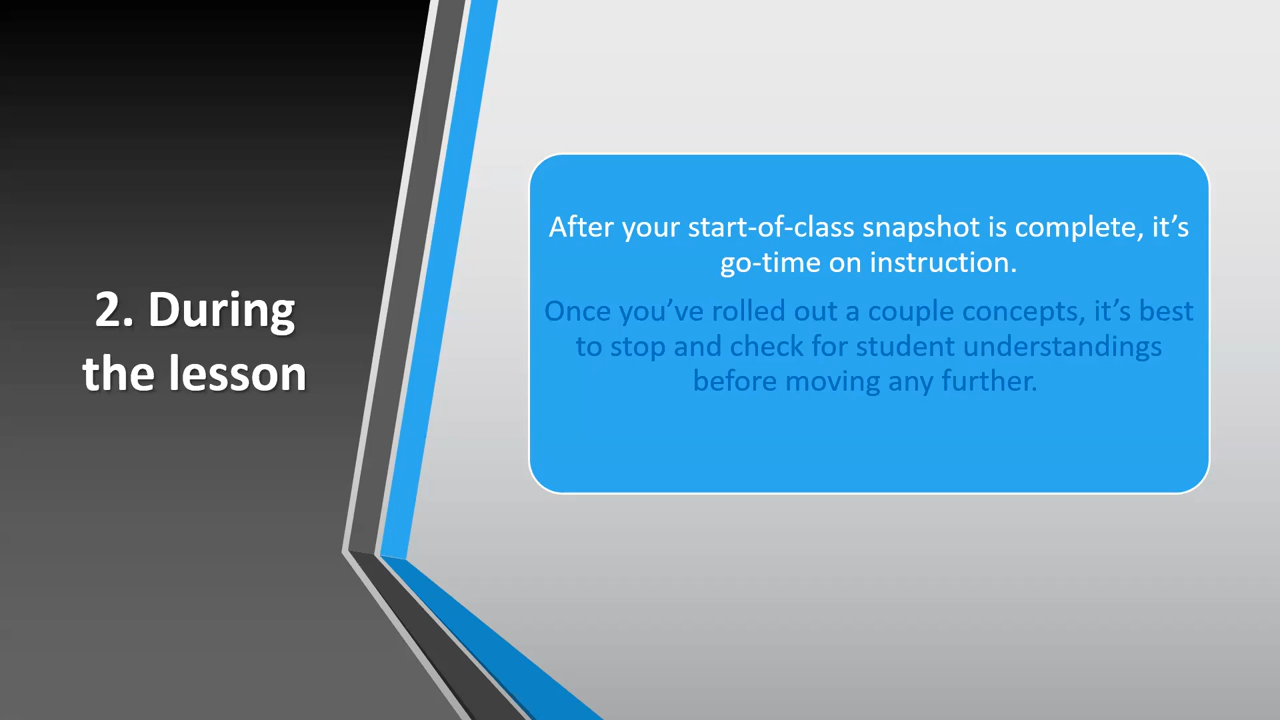 2. During
the lesson
After your start-of-class snapshot is complete, it’s
go-time on instruction.
Once you’ve rolled out a couple concepts, it’s best
to stop and check for student understandings
before moving any further.